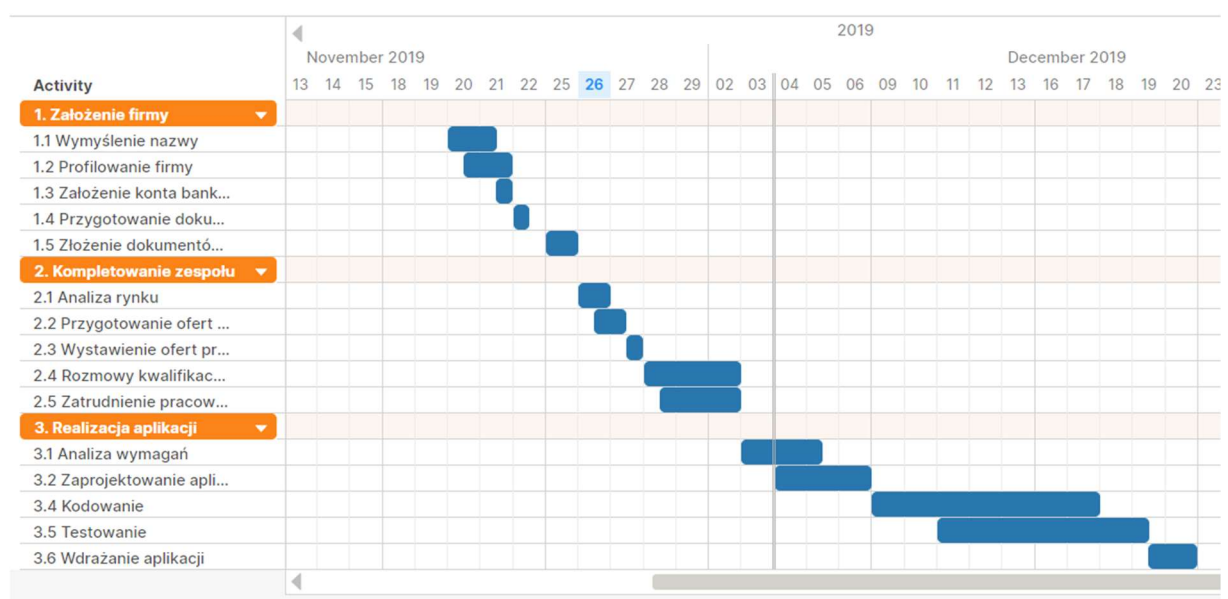 2019
November 2019 December 2019
Activity 13 14 15 18 19 20 21 22 25 26 27 28 29 02 03 04 05 06 09 10 11 12 13 16 17 18 19 20 23
1. Założenie firmy
1.1 Wymyślenie nazwy
1.2 Profilowanie firmy
1.3 Założenie konta bank...
1.4 Przygotowanie doku...
1.5 Złożenie dokumentó...
2. Kompletowanie zespołu
2.1 Analiza rynku
2.2 Przygotowanie ofert ...
2.3 Wystawienie ofert pr...
2.4 Rozmowy kwalifikac...
2.5 Zatrudnienie pracow...
3. Realizacja aplikacji
3.1 Analiza wymagań
3.2 Zaprojektowanie apli...
3.4 Kodowanie
3.5 Testowanie
3.6 Wdrażanie aplikacji